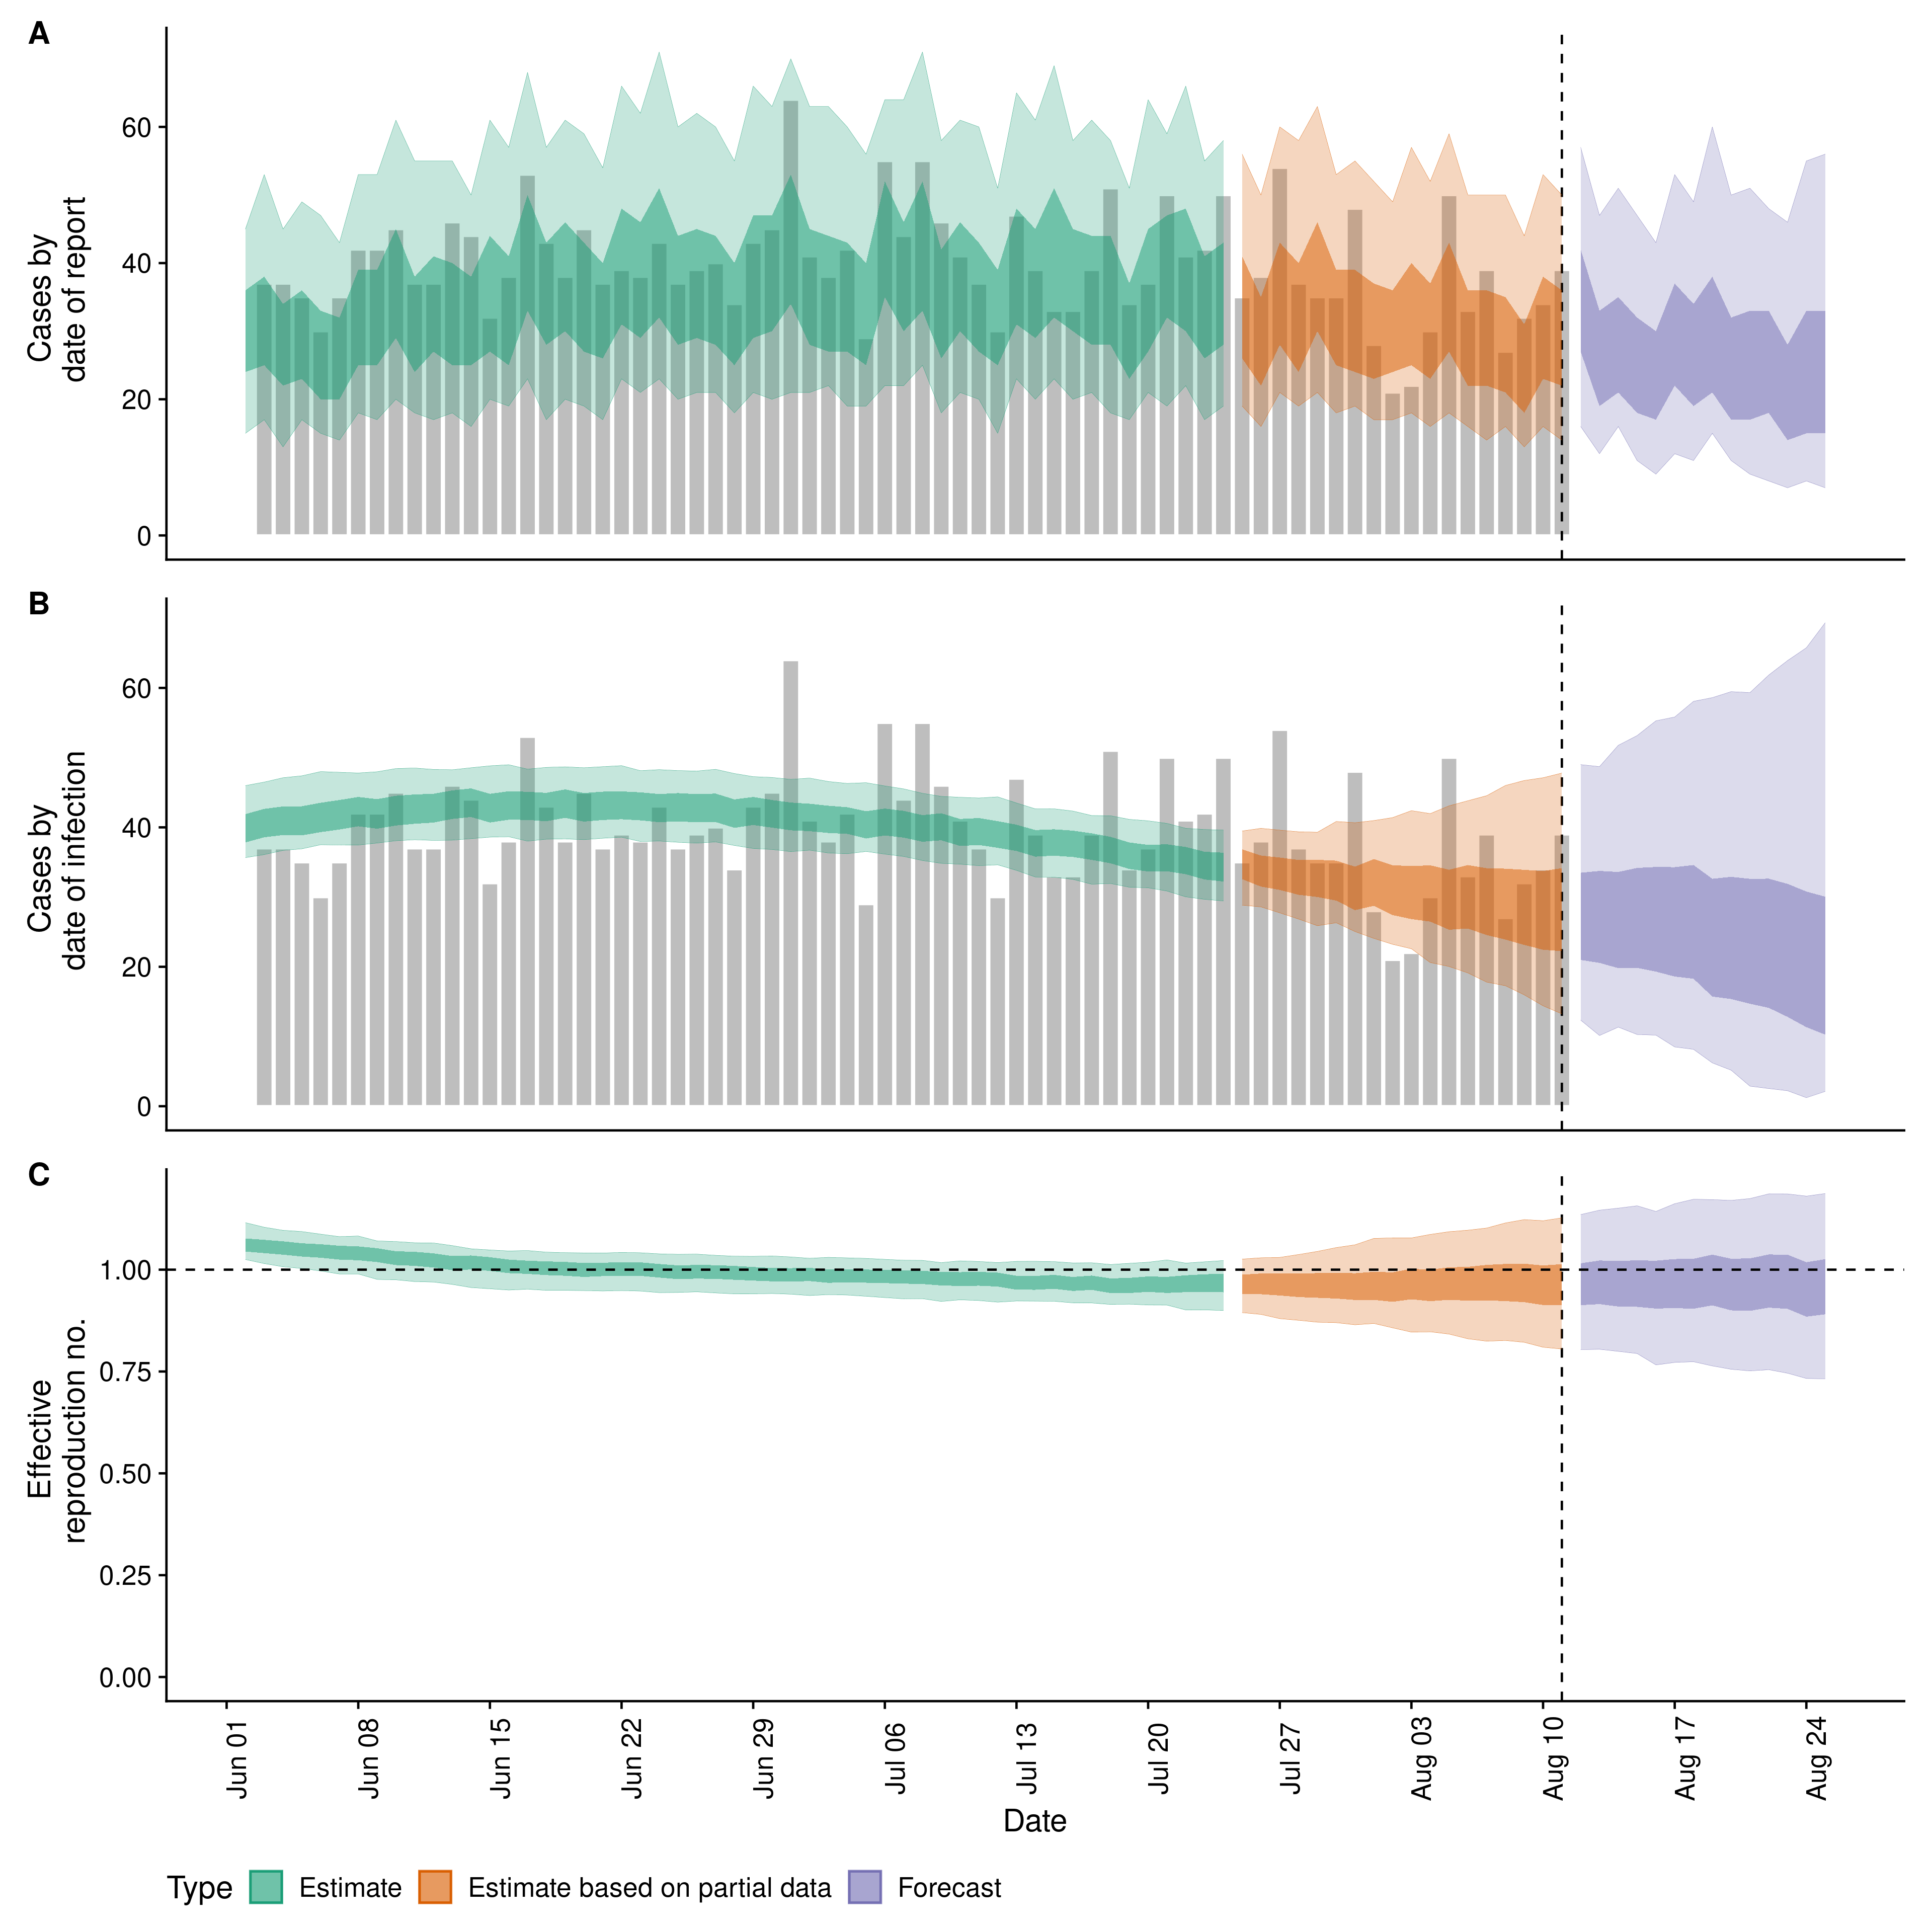 A
Cases by
date of report
60
40
20
0
B
Cases by
date of infection
60
40
20
0
C
Effective
reproduction no.
1.00
0.75
0.50
0.25
0.00
Jun 01
Jun 08
Jun 15
Jun 22
Jun 29
Jul 06
Jul 13
Jul 20
Jul 27
Aug 03
Aug 10
Aug 17
Aug 24
Date
Type Estimate Estimate based on partial data Forecast